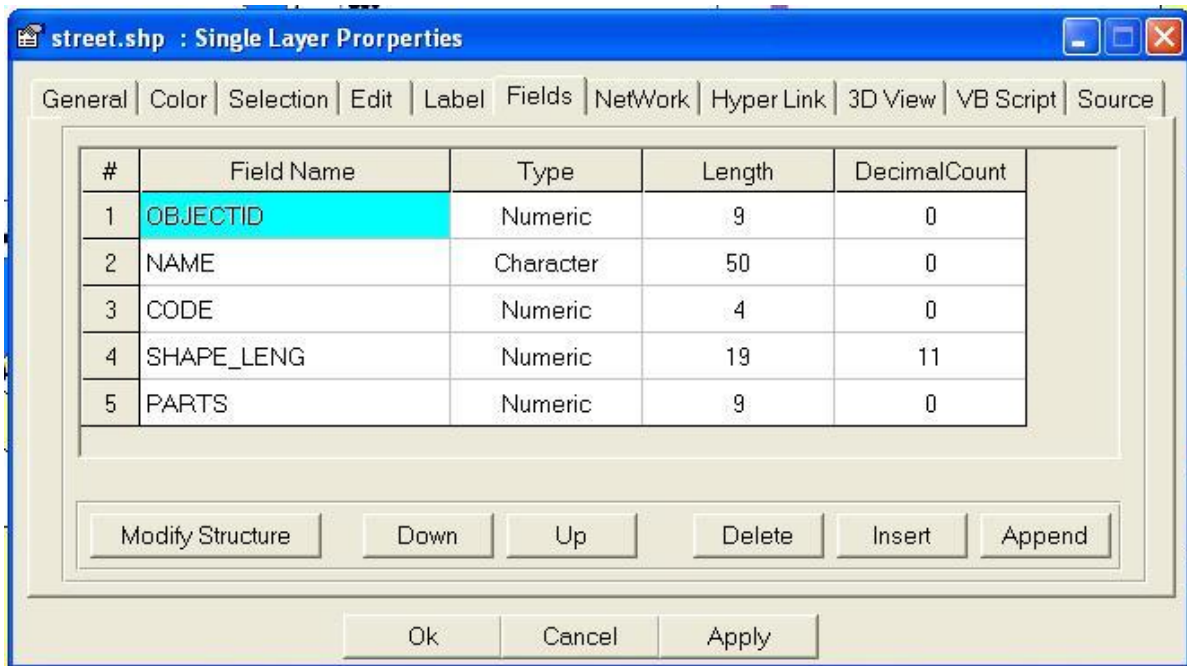 street.shp : Single Layer Prorperties
General Color Selection Edit Label Fields NetWork Hyper Link 3D View VB Script Source
# Field Name Type Length DecimalCount
1 OBJECTID Numeric 9 0
2 NAME Character 50 0
3 CODE Numeric 4 0
4 SHAPE_LENG Numeric 19 11
5 PARTS Numeric 9 0
Modify Structure Down Up Delete Insert Append
Ok Cancel Apply